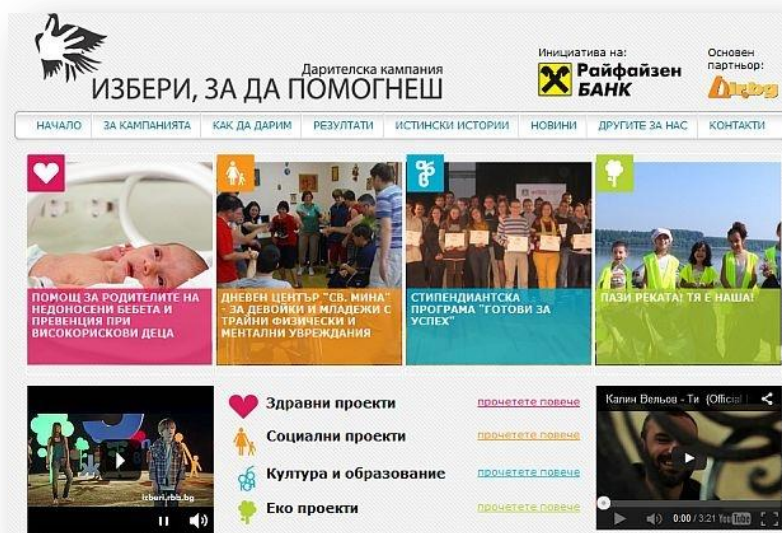 Дарителска кампания
ИЗБЕРИ, ЗА ДА ПОМОГНЕШ
Инициатива на:
Райфайзен
БАНК
Основен
партньор:
dir.bg
НАЧАЛО ЗА КАМПАНИЯТА КАК ДА ДАРИМ РЕЗУЛТАТИ ИСТИНСКИ ИСТОРИИ НОВИНИ ДРУГИТЕ ЗА НАС КОНТАКТИ
ПОМОЩ ЗА РОДИТЕЛИТЕ НА
НЕДОНОСЕНИ БЕБЕТА И
ПРЕВЕНЦИЯ ПРИ
ВИСОКОРИСКОВИ ДЕЦА
ДНЕВЕН ЦЕНТЪР "СВ. МИНА"
- ЗА ДЕВОЙКИ И МЛАДЕЖИ С
ТРАЙНИ ФИЗИЧЕСКИ И
МЕНТАЛНИ УВРЕЖДАНИЯ
СТИПЕНДИАНТСКА
ПРОГРАМА "ГОТОВИ ЗА
УСПЕХ"
ПАЗИ РЕКАТА! ТЯ Е НАША!
izberi.rbb.bg
Здравни проекти прочетете повече
Социални проекти прочетете повече
Култура и образование прочетете повече
Еко проекти прочетете повече
Калин Вельов - Ти (Official
0:00 / 3:21 YouTube